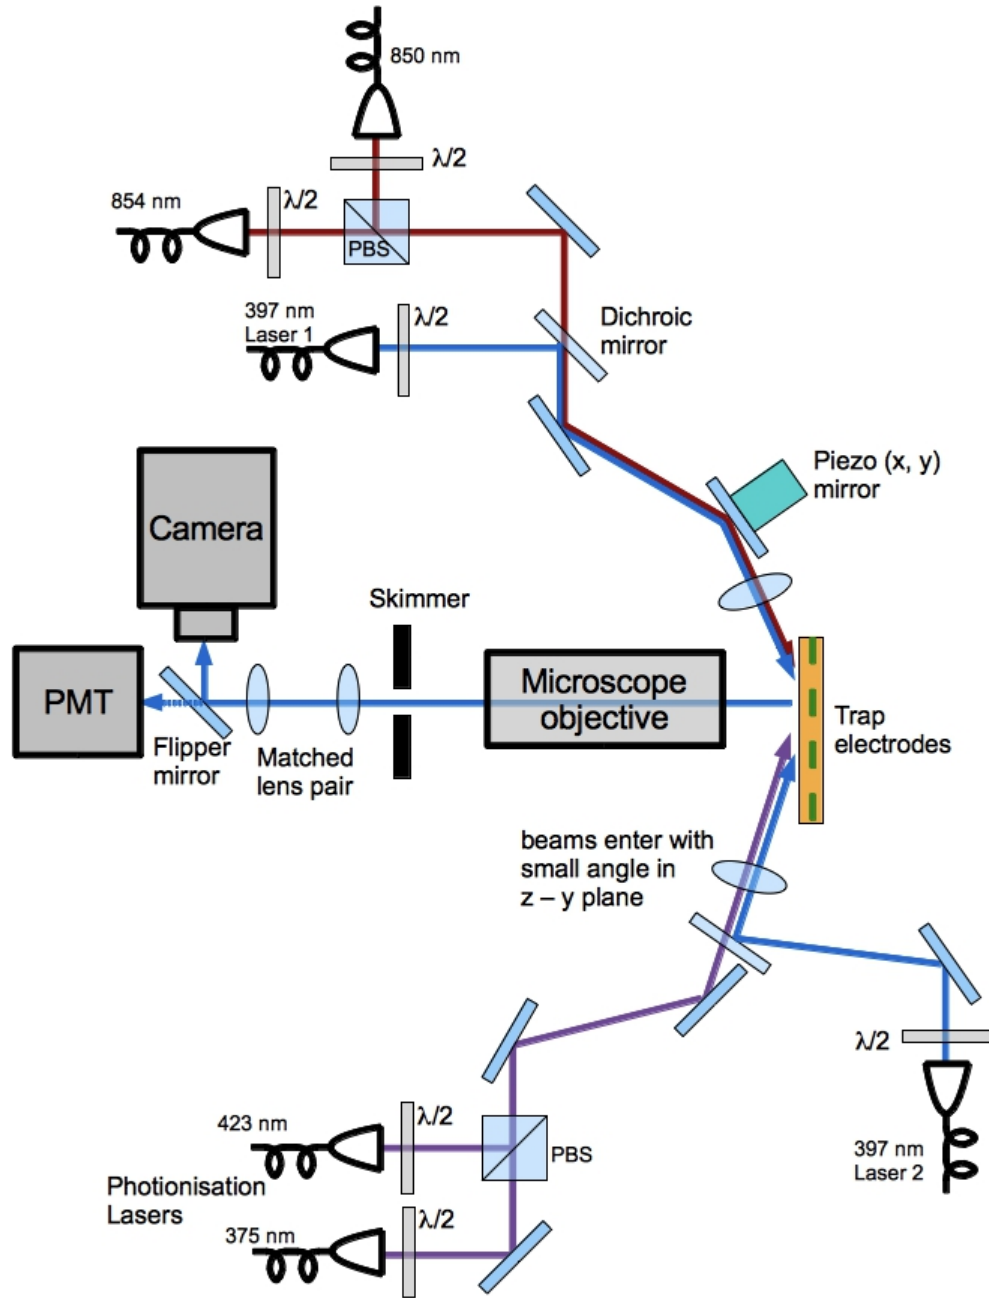 850 nm
λ/2
854 nm
λ/2
PBS
397 nm
Laser 1
λ/2
Dichroic
mirror
Piezo (x, y)
mirror
Camera
Skimmer
PMT
Microscope
objective
Flipper
mirror
Matched
lens pair
Trap
electrodes
beams enter with
small angle in
z – y plane
λ/2
423 nm
λ/2
PBS
397 nm
Laser 2
Photionisation
Lasers
375 nm
λ/2